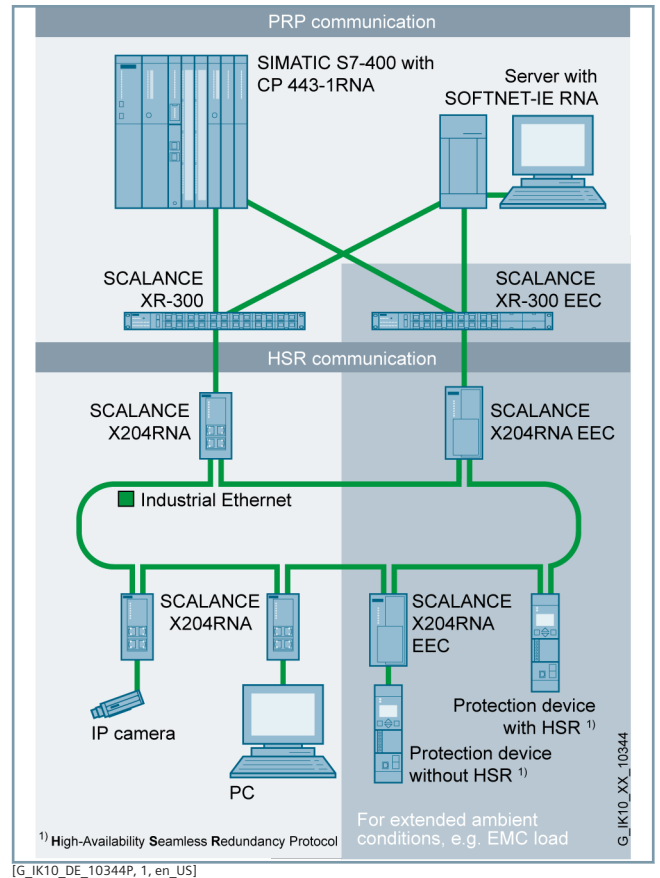 PRP communication
SIMATIC S7-400 with
CP 443-1RNA
Server with
SOFTNET-IE RNA
SCALANCE
XR-300
SCALANCE
XR-300 EEC
HSR communication
SCALANCE
X204RNA
SCALANCE
X204RNA EEC
Industrial Ethernet
SCALANCE
X204RNA
SCALANCE
X204RNA
EEC
IP camera
PC
Protection device
with HSR 1)
Protection device
without HSR 1)
G_IK10_XX_10344
For extended ambient
conditions, e.g. EMC load
1) High-Availability Seamless Redundancy Protocol
[G_IK10_DE_10344P, 1, en_US]